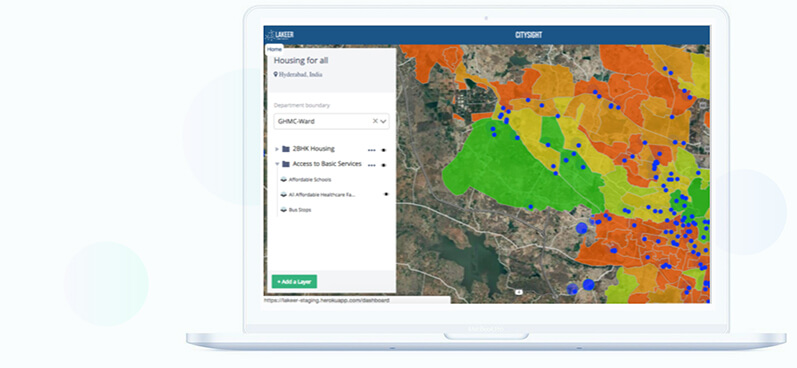 LAKEER
CITYSIGHT
Home
Housing for all
Hyderabad, India
Department boundary
GHMC-Ward
2BHK Housing
Access to Basic Services
Affordable Schools
All Affordable Healthcare Fa...
Bus Stops
+ Add a Layer
https://lakeer-staging.herokuapp.com/dashboard